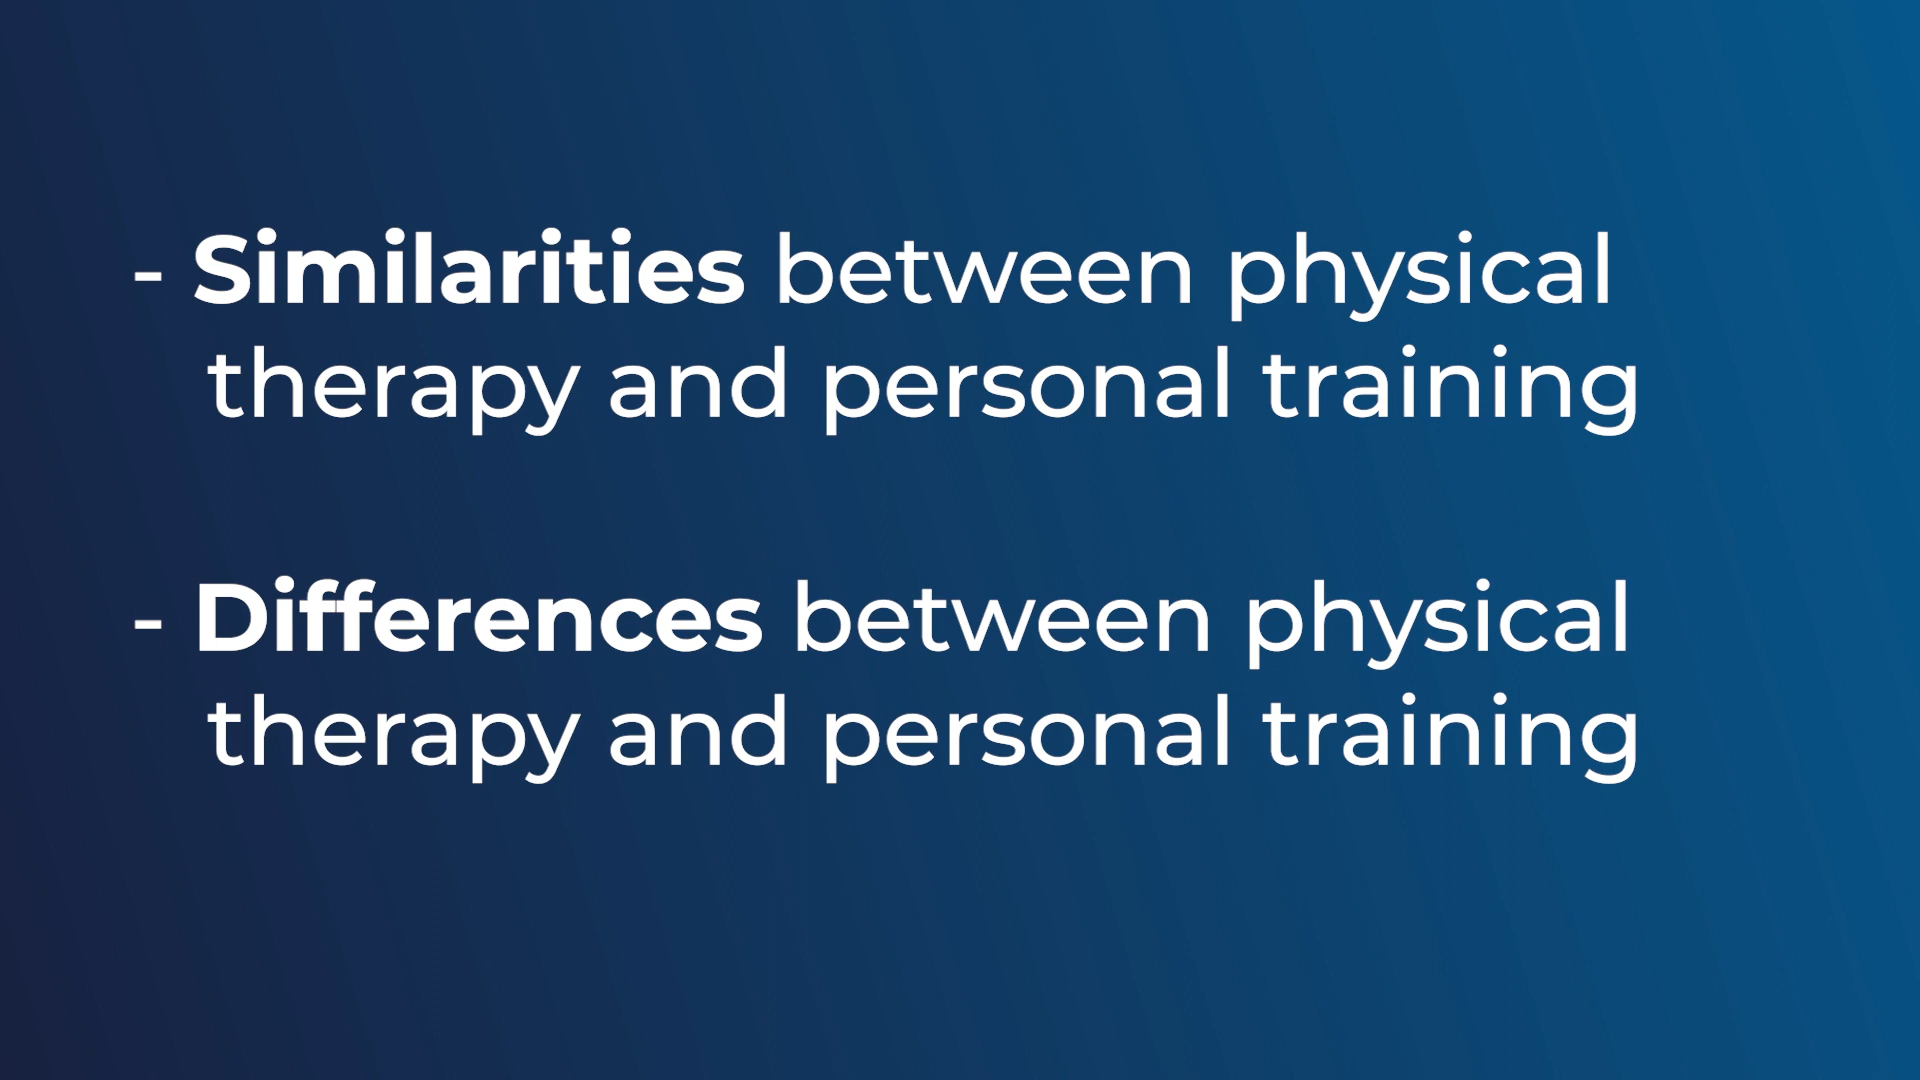 - Similarities between physical
therapy and personal training
- Differences between physical
therapy and personal training